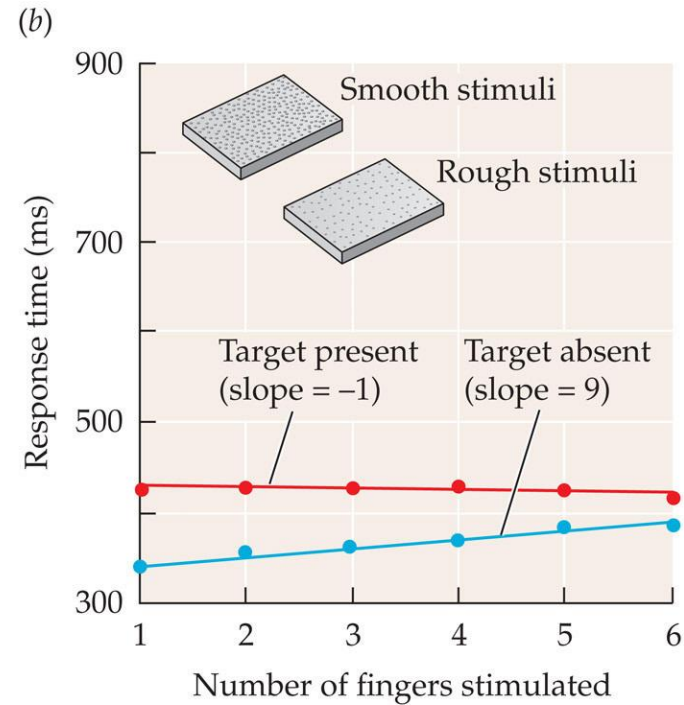 (b)
900
700
500
300
Response time (ms)
Smooth stimuli
Rough stimuli
Target present
(slope = –1)
Target absent
(slope = 9)
1 2 3 4 5 6
Number of fingers stimulated